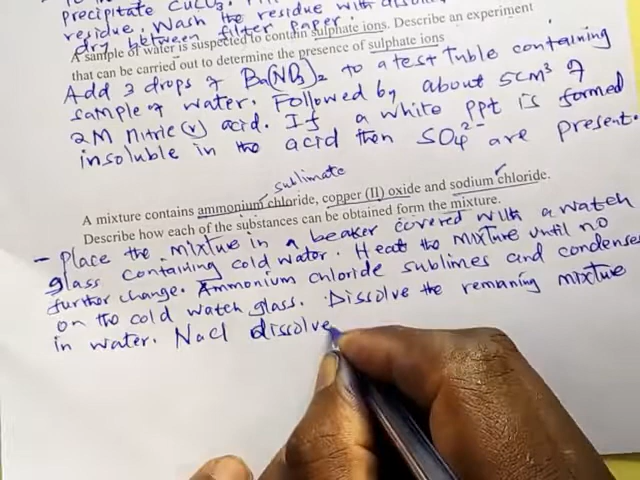 precipitate CuCO3.
residue. Wash the residue with
dry between filter paper.
A sample of water is suspected to contain sulphate ions. Describe an experiment
that can be carried out to determine the presence of sulphate ions
Add 3 drops of Ba(NO3)2 to a test tube containing
sample of water. Followed by about 5cm3 of
2M Nitric(V) acid. If a white ppt is formed
insoluble in the acid then SO4 2- are present.
sublimate
A mixture contains ammonium chloride, copper (II) oxide and sodium chloride.
Describe how each of the substances can be obtained form the mixture.
- Place the mixture in a beaker covered with a watch
glass containing cold water. Heat the mixture until no
further change. Ammonium chloride sublimes and condenses
on the cold watch glass. Dissolve the remaning mixture
in water. NaCl dissolve